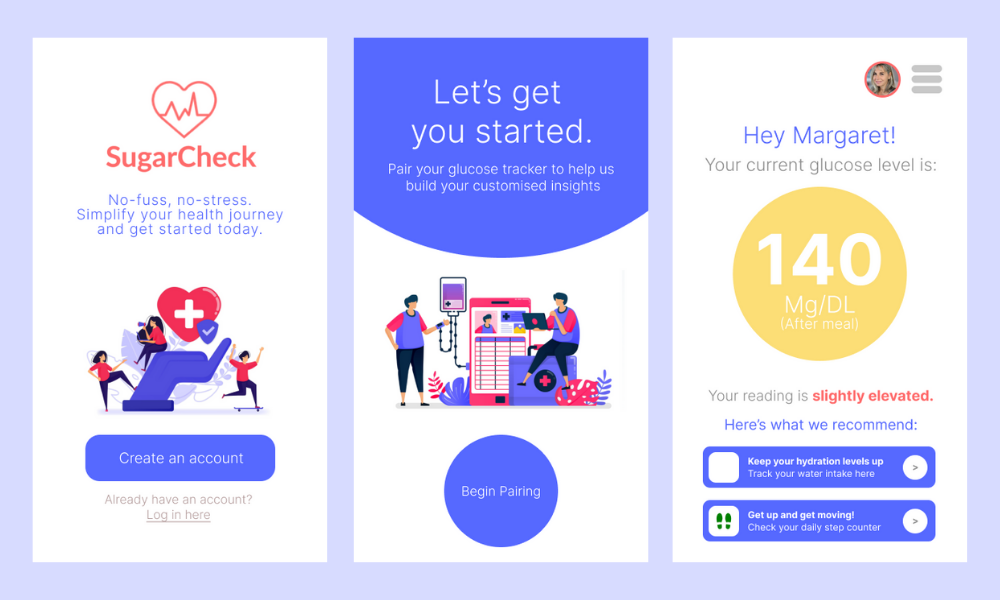 SugarCheck
No-fuss, no-stress.
Simplify your health journey
and get started today.
Create an account
Already have an account?
Log in here
Let's get
you started.
Pair your glucose tracker to help us
build your customised insights
Begin Pairing
Hey Margaret!
Your current glucose level is:
140
Mg/DL
(After meal)
Your reading is slightly elevated.
Here's what we recommend:
Keep your hydration levels up
Track your water intake here
>
Get up and get moving!
Check your daily step counter
>